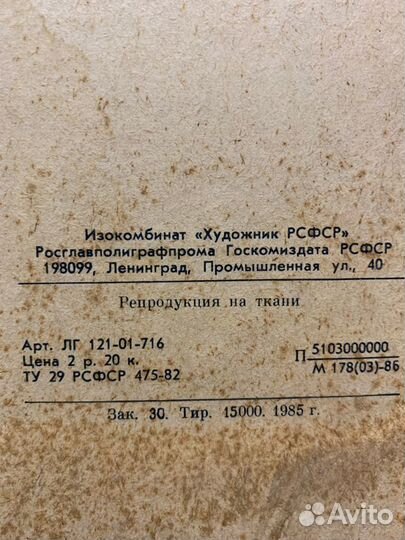 Изокомбинат «Художник РСФСР»
Росглавполиграфпрома Госкомиздата РСФСР
198099, Ленинград, Промышленная ул., 40
Репродукция на ткани
Арт. ЛГ 121-01-716
Цена 2 р. 20 к.
ТУ 29 РСФСР 475-82
П 5103000000
М 178(03)-86
Зак. 30. Тир. 15000. 1985 г.
Avito